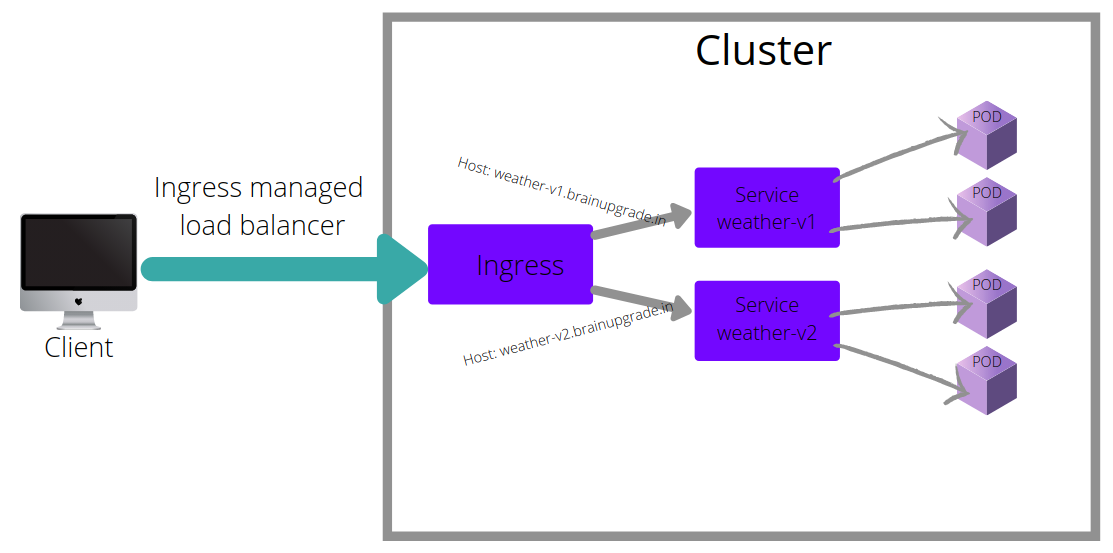 Cluster
Ingress managed
load balancer
Client
Ingress
Host: weather-v1.brainupgrade.in
Host: weather-v2.brainupgrade.in
Service
weather-v1
Service
weather-v2
POD
POD
POD
POD